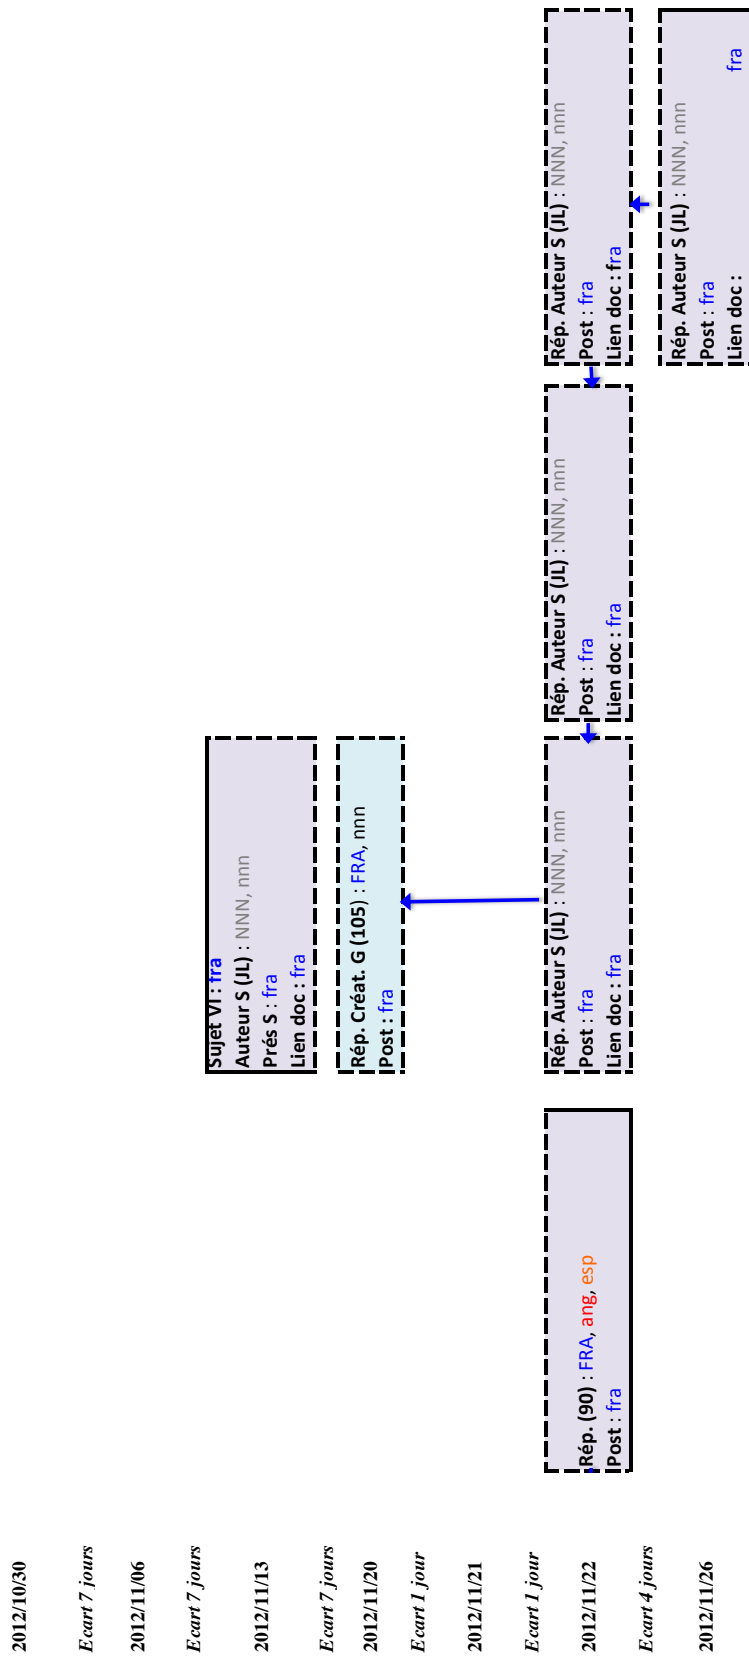 2012/10/30
Ecart 7 jours
2012/11/06
Ecart 7 jours
2012/11/13
Ecart 7 jours
2012/11/20
Ecart 1 jour
2012/11/21
Ecart 1 jour
2012/11/22
Ecart 4 jours
2012/11/26
Rép. (90) : FRA, ang, esp
Post : fra
Sujet VI : fra
Auteur S (JL) : NNN, nnn
Prés S : fra
Lien doc : fra
Rép. Créat. G (105) : FRA, nnn
Post : fra
Rép. Auteur S (JL) : NNN, nnn
Post : fra
Lien doc : fra
Rép. Auteur S (JL) : NNN, nnn
Post : fra
Lien doc : fra
Rép. Auteur S (JL) : NNN, nnn
Post : fra
Lien doc : fra
Rép. Auteur S (JL) : NNN, nnn
Post : fra
Lien doc : fra